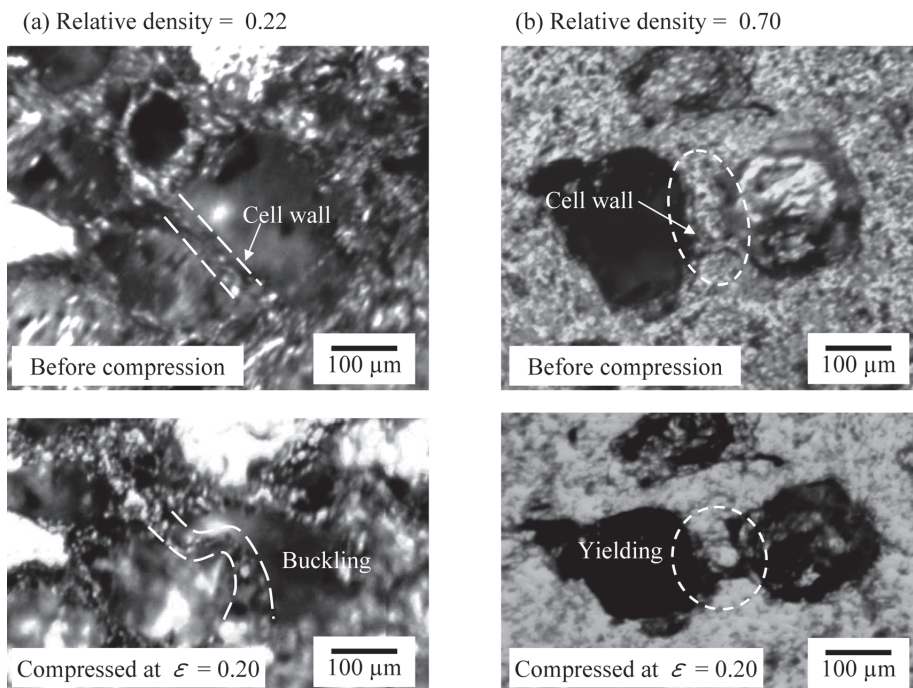 (a) Relative density = 0.22
Cell wall
Before compression
100 µm
Buckling
Compressed at ε = 0.20
100 µm
(b) Relative density = 0.70
Cell wall
Before compression
100 µm
Yielding
Compressed at ε = 0.20
100 µm